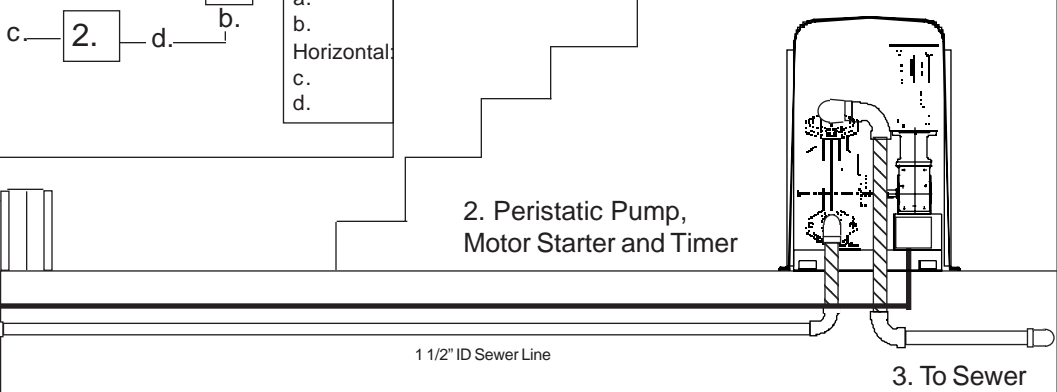 b.
c. 2. d.
a.
b.
Horizontal:
c.
d.
2. Peristatic Pump,
Motor Starter and Timer
1 1/2" ID Sewer Line
3. To Sewer